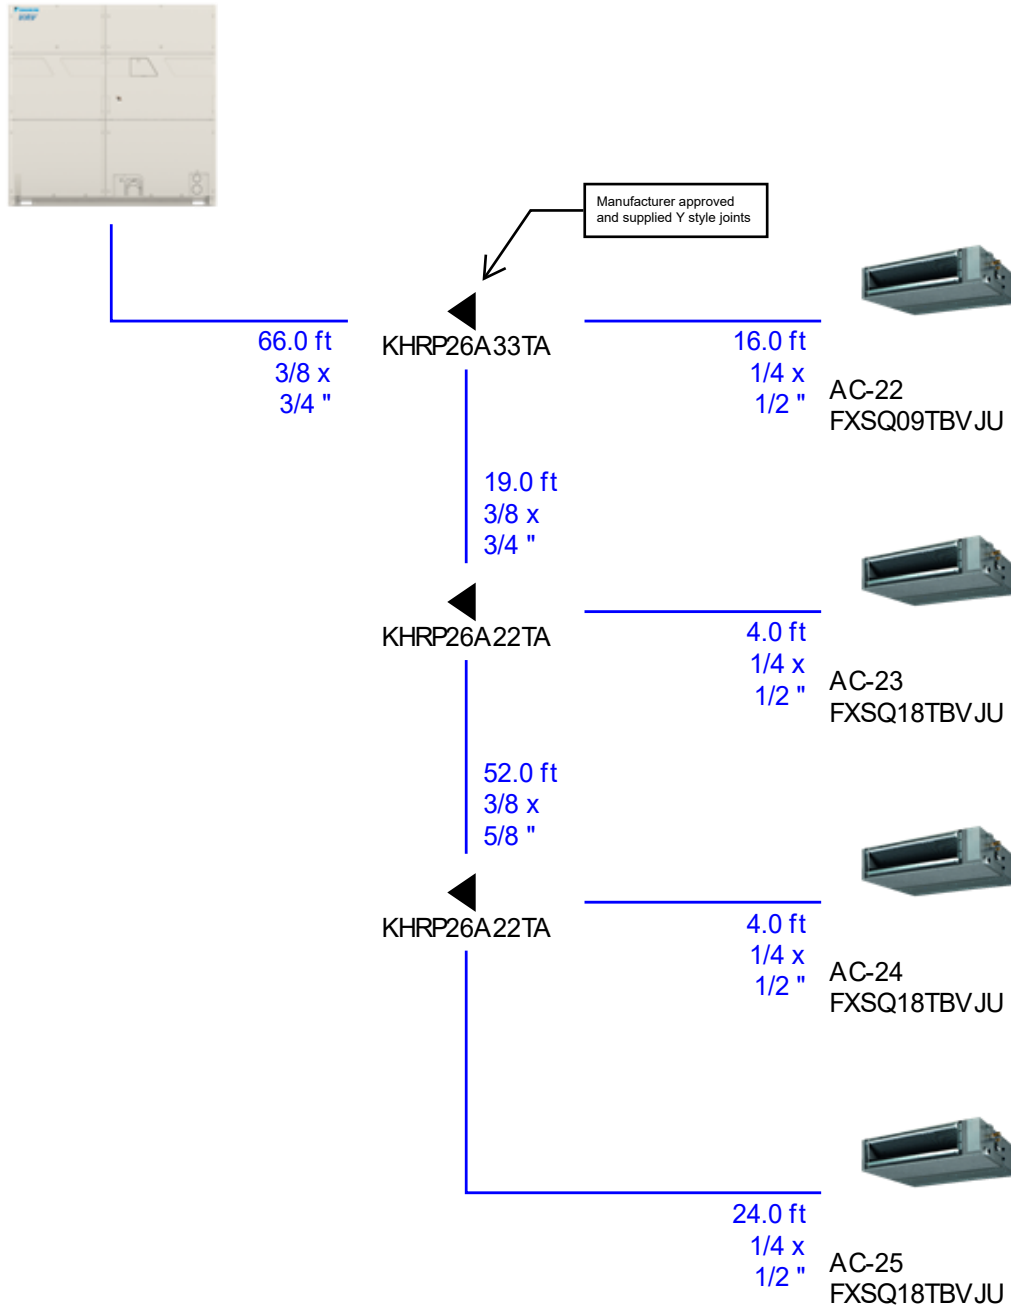 DAIKIN
VRV
Manufacturer approved
and supplied Y style joints
66.0 ft
3/8 x
3/4 "
KHRP26A33TA
16.0 ft
1/4 x
1/2 "
AC-22
FXSQ09TBVJU
19.0 ft
3/8 x
3/4 "
KHRP26A22TA
4.0 ft
1/4 x
1/2 "
AC-23
FXSQ18TBVJU
52.0 ft
3/8 x
5/8 "
KHRP26A22TA
4.0 ft
1/4 x
1/2 "
AC-24
FXSQ18TBVJU
24.0 ft
1/4 x
1/2 "
AC-25
FXSQ18TBVJU